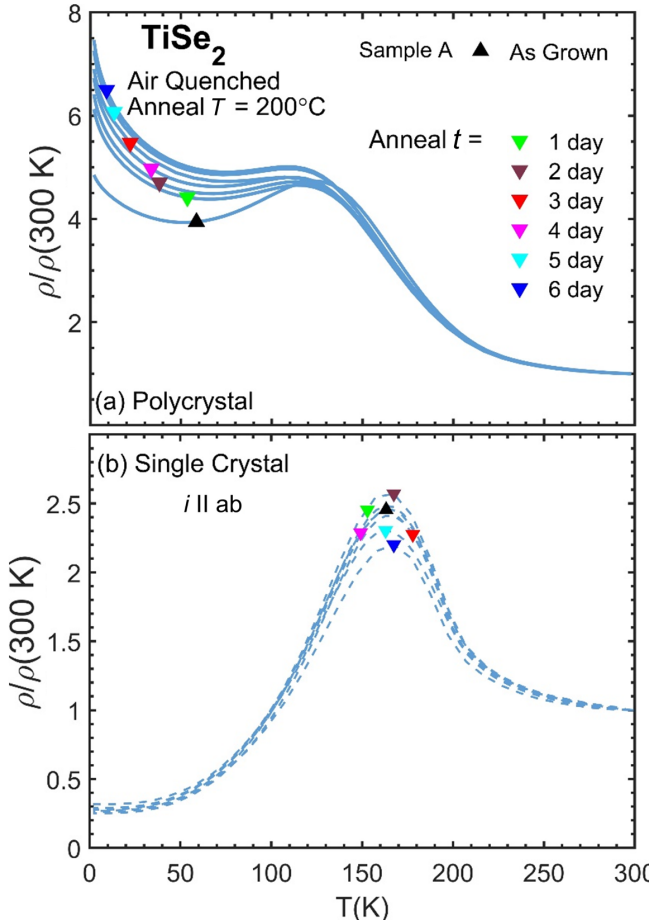 TiSe2
Sample A ▲ As Grown
Air Quenched
Anneal T = 200°C
Anneal t =
1 day
2 day
3 day
4 day
5 day
6 day
8
6
4
2
ρ/ρ(300 K)
(a) Polycrystal
(b) Single Crystal
i II ab
2.5
2
1.5
1
0.5
0
ρ/ρ(300 K)
0 50 100 150 200 250 300
T(K)